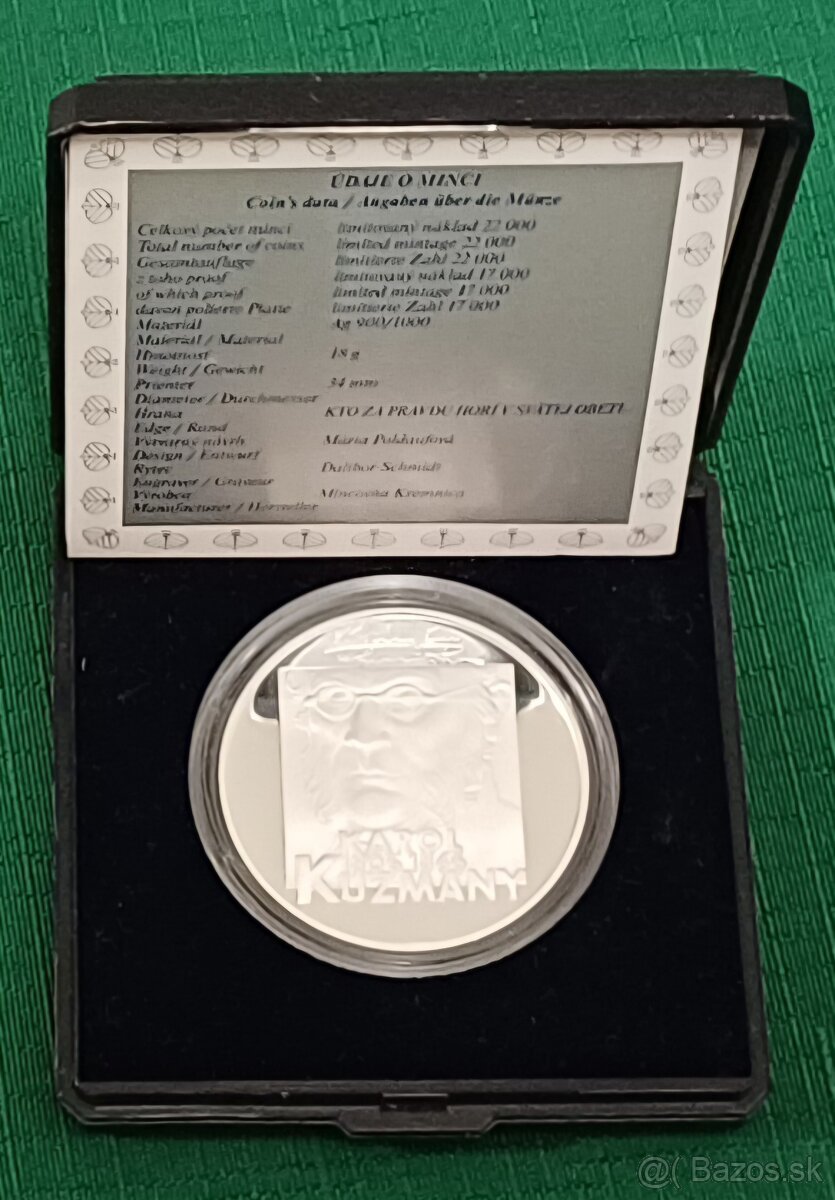 ÚDAJE O MINCI
Coin's data / Angaben über die Münze
Celkový počet mincí limitovaný náklad 22 000
Total number of coins limited mintage 22 000
Gesamtauflage limitierte Zahl 22 000
z toho proof limitovaný náklad 17 000
of which proof limited mintage 17 000
davon polierte Platte limitierte Zahl 17 000
Materiál Ag 900/1000
Material / Material
Hmotnosť 18 g
Weight / Gewicht
Priemer 34 mm
Diameter / Durchmesser
Hrana KTO ZA PRAVDU HORÍ V SVÄTEJ OBETI
Edge / Rand
Výtvarný návrh Mária Poldaufová
Design / Entwurf
Rytec Dalibor Schmidt
Engraver / Graveur
Výrobca Mincovňa Kremnica
Manufacturer / Hersteller
KAROL
KUZMÁNY
@( Bazos.sk